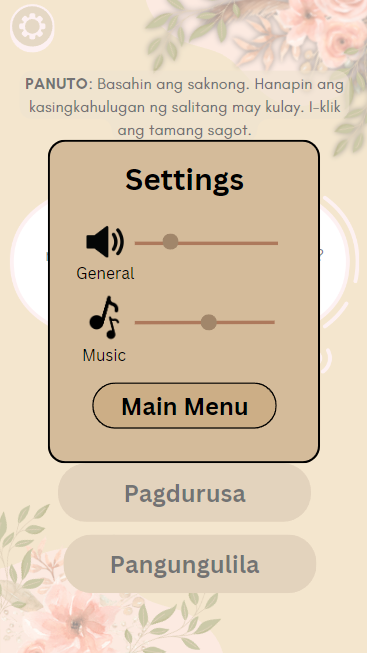 PANUTO: Basahin ang saknong. Hanapin ang
kasingkahulugan ng salitang may kulay. I-klik
ang tamang sagot.
Settings
?
General
Music
Main Menu
Pagdurusa
Pangungulila